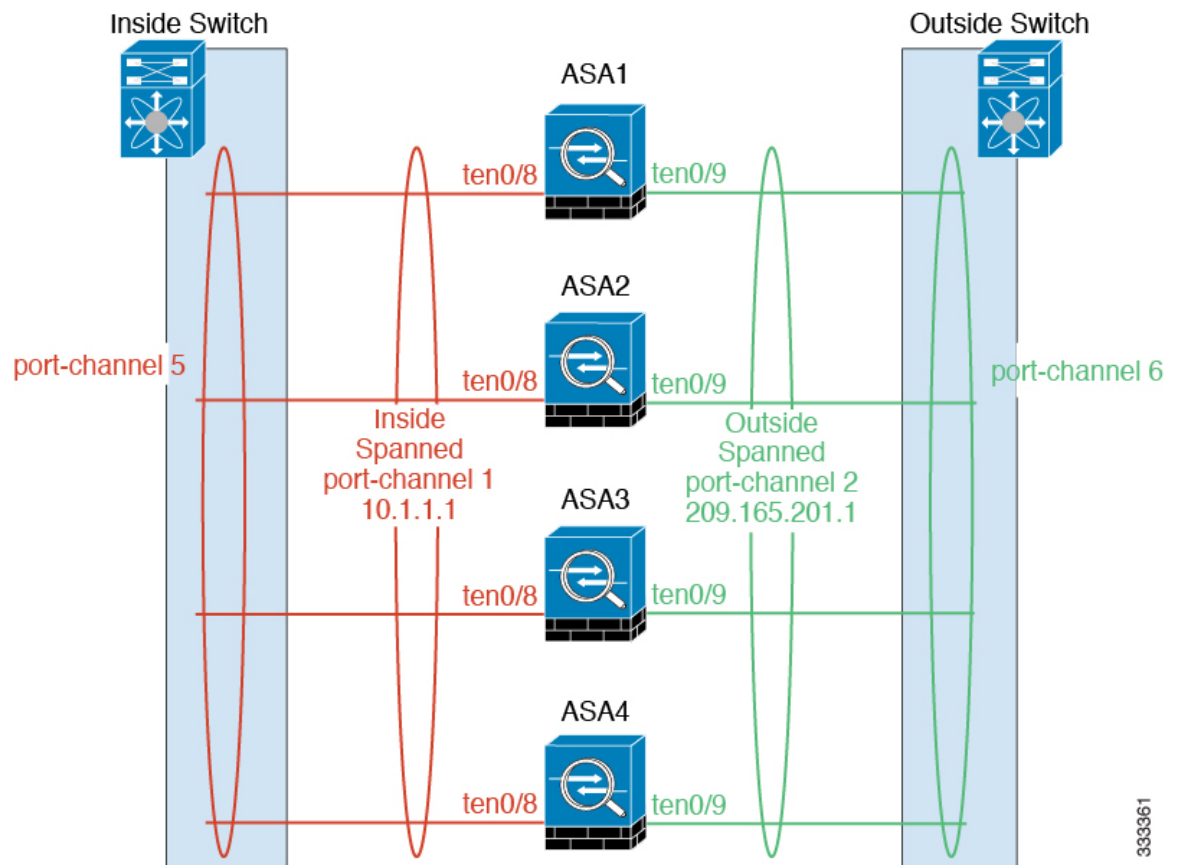 Inside Switch
Outside Switch
ASA1
ten0/8
ten0/9
ASA2
port-channel 5
ten0/8
ten0/9
port-channel 6
Inside
Spanned
port-channel 1
10.1.1.1
Outside
Spanned
port-channel 2
209.165.201.1
ASA3
ten0/8
ten0/9
ASA4
ten0/8
ten0/9
333361